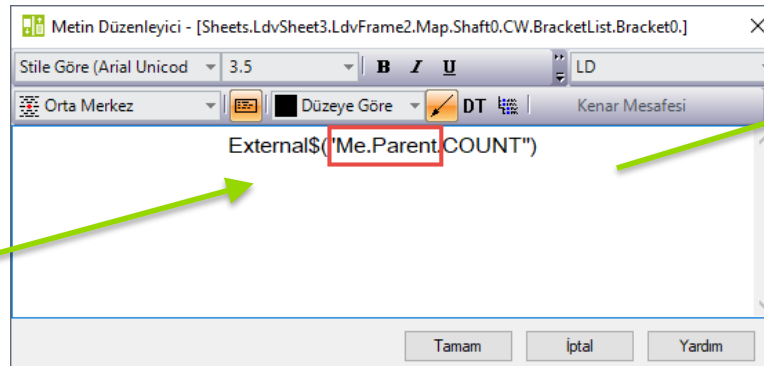 Metin Düzenleyici - [Sheets.LdvSheet3.LdvFrame2.Map.Shaft0.CW.BracketList.Bracket0.]
Stile Göre (Arial Unicod 3.5 B I U LD
Orta Merkez Düzeye Göre DT Kenar Mesafesi
External$("Me.Parent.COUNT")
Tamam İptal Yardım